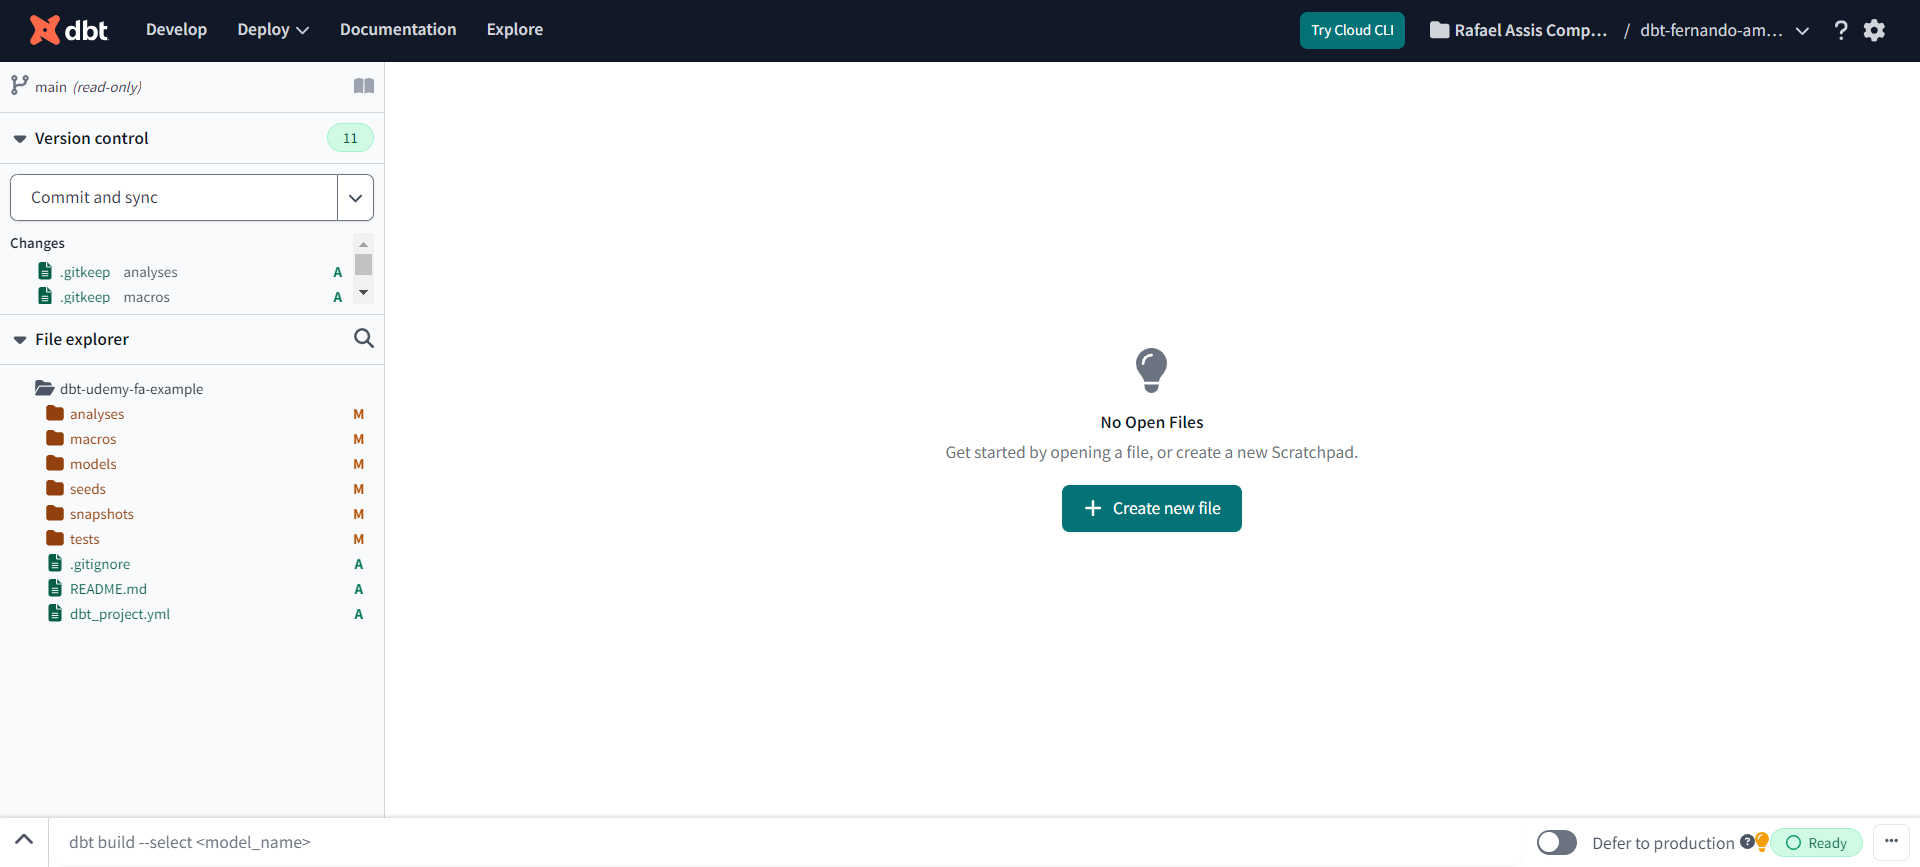 dbt
Develop
Deploy
Documentation
Explore
Try Cloud CLI
Rafael Assis Comp... / dbt-fernando-am...
?
main (read-only)
Version control
11
Commit and sync
Changes
.gitkeep analyses A
.gitkeep macros A
File explorer
dbt-udemy-fa-example
analyses M
macros M
models M
seeds M
snapshots M
tests M
.gitignore A
README.md A
dbt_project.yml A
No Open Files
Get started by opening a file, or create a new Scratchpad.
+ Create new file
dbt build --select <model_name>
Defer to production
?
Ready
...